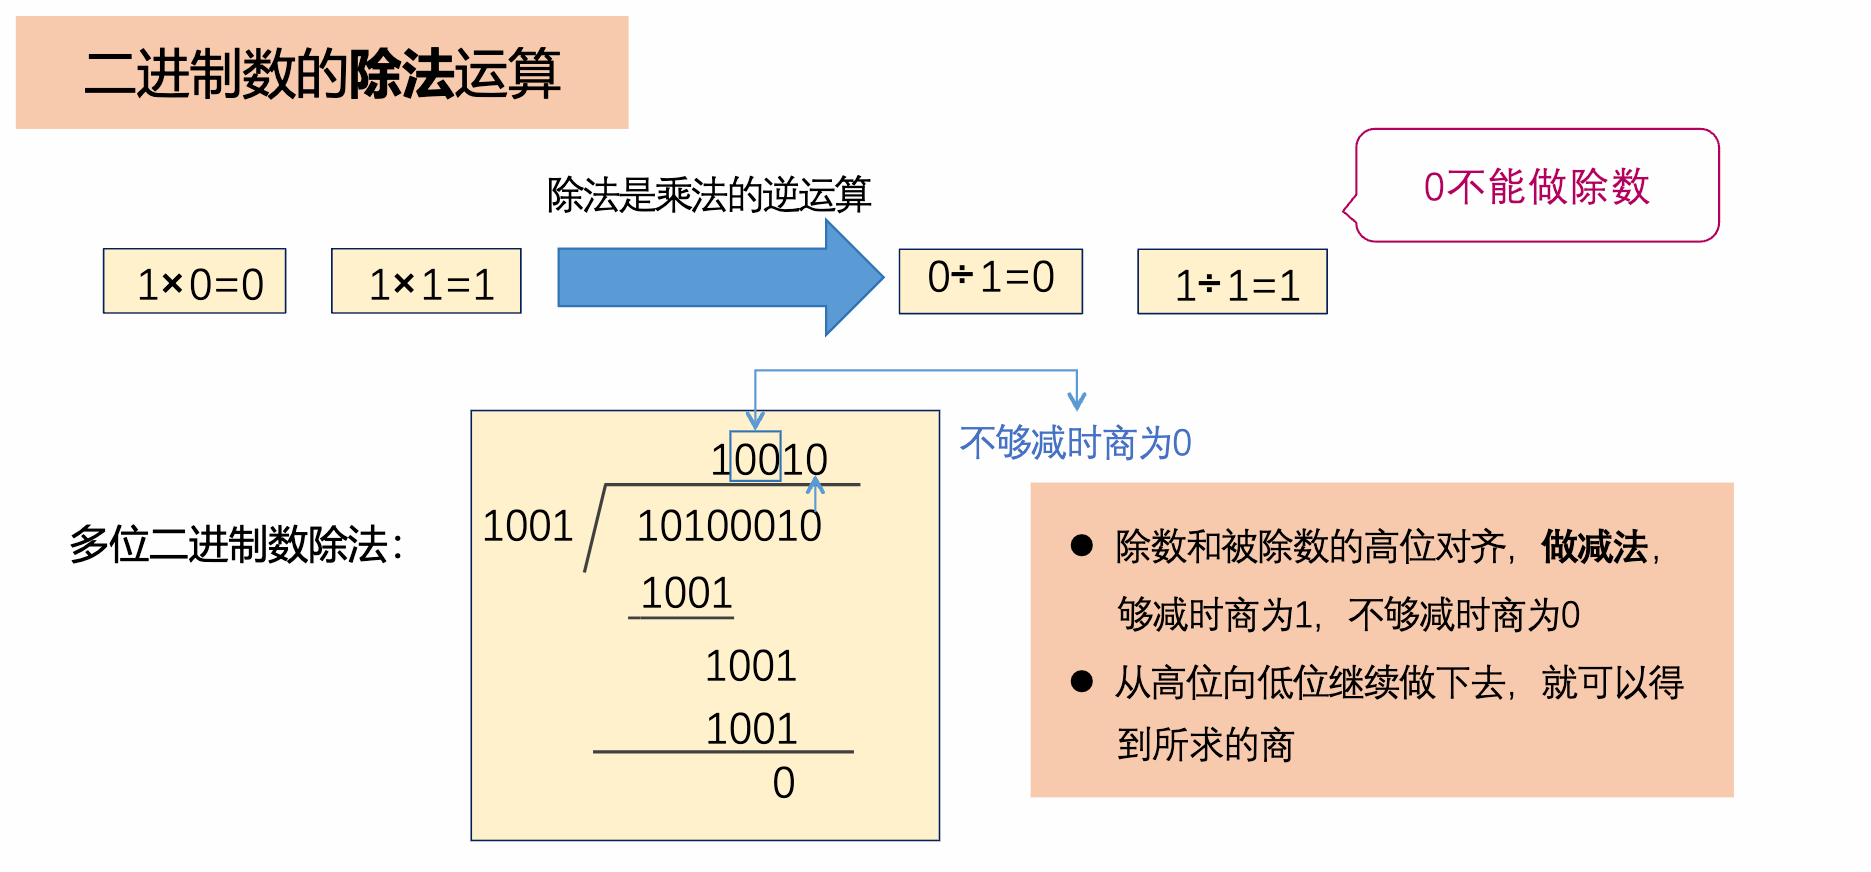 二进制数的除法运算
0不能做除数
除法是乘法的逆运算
1×0=0
1×1=1
0÷1=0
1÷1=1
不够减时商为0
多位二进制数除法：
10010
1001
10100010
1001
1001
1001
0
● 除数和被除数的高位对齐，做减法，
够减时商为1，不够减时商为0
● 从高位向低位继续做下去，就可以得
到所求的商